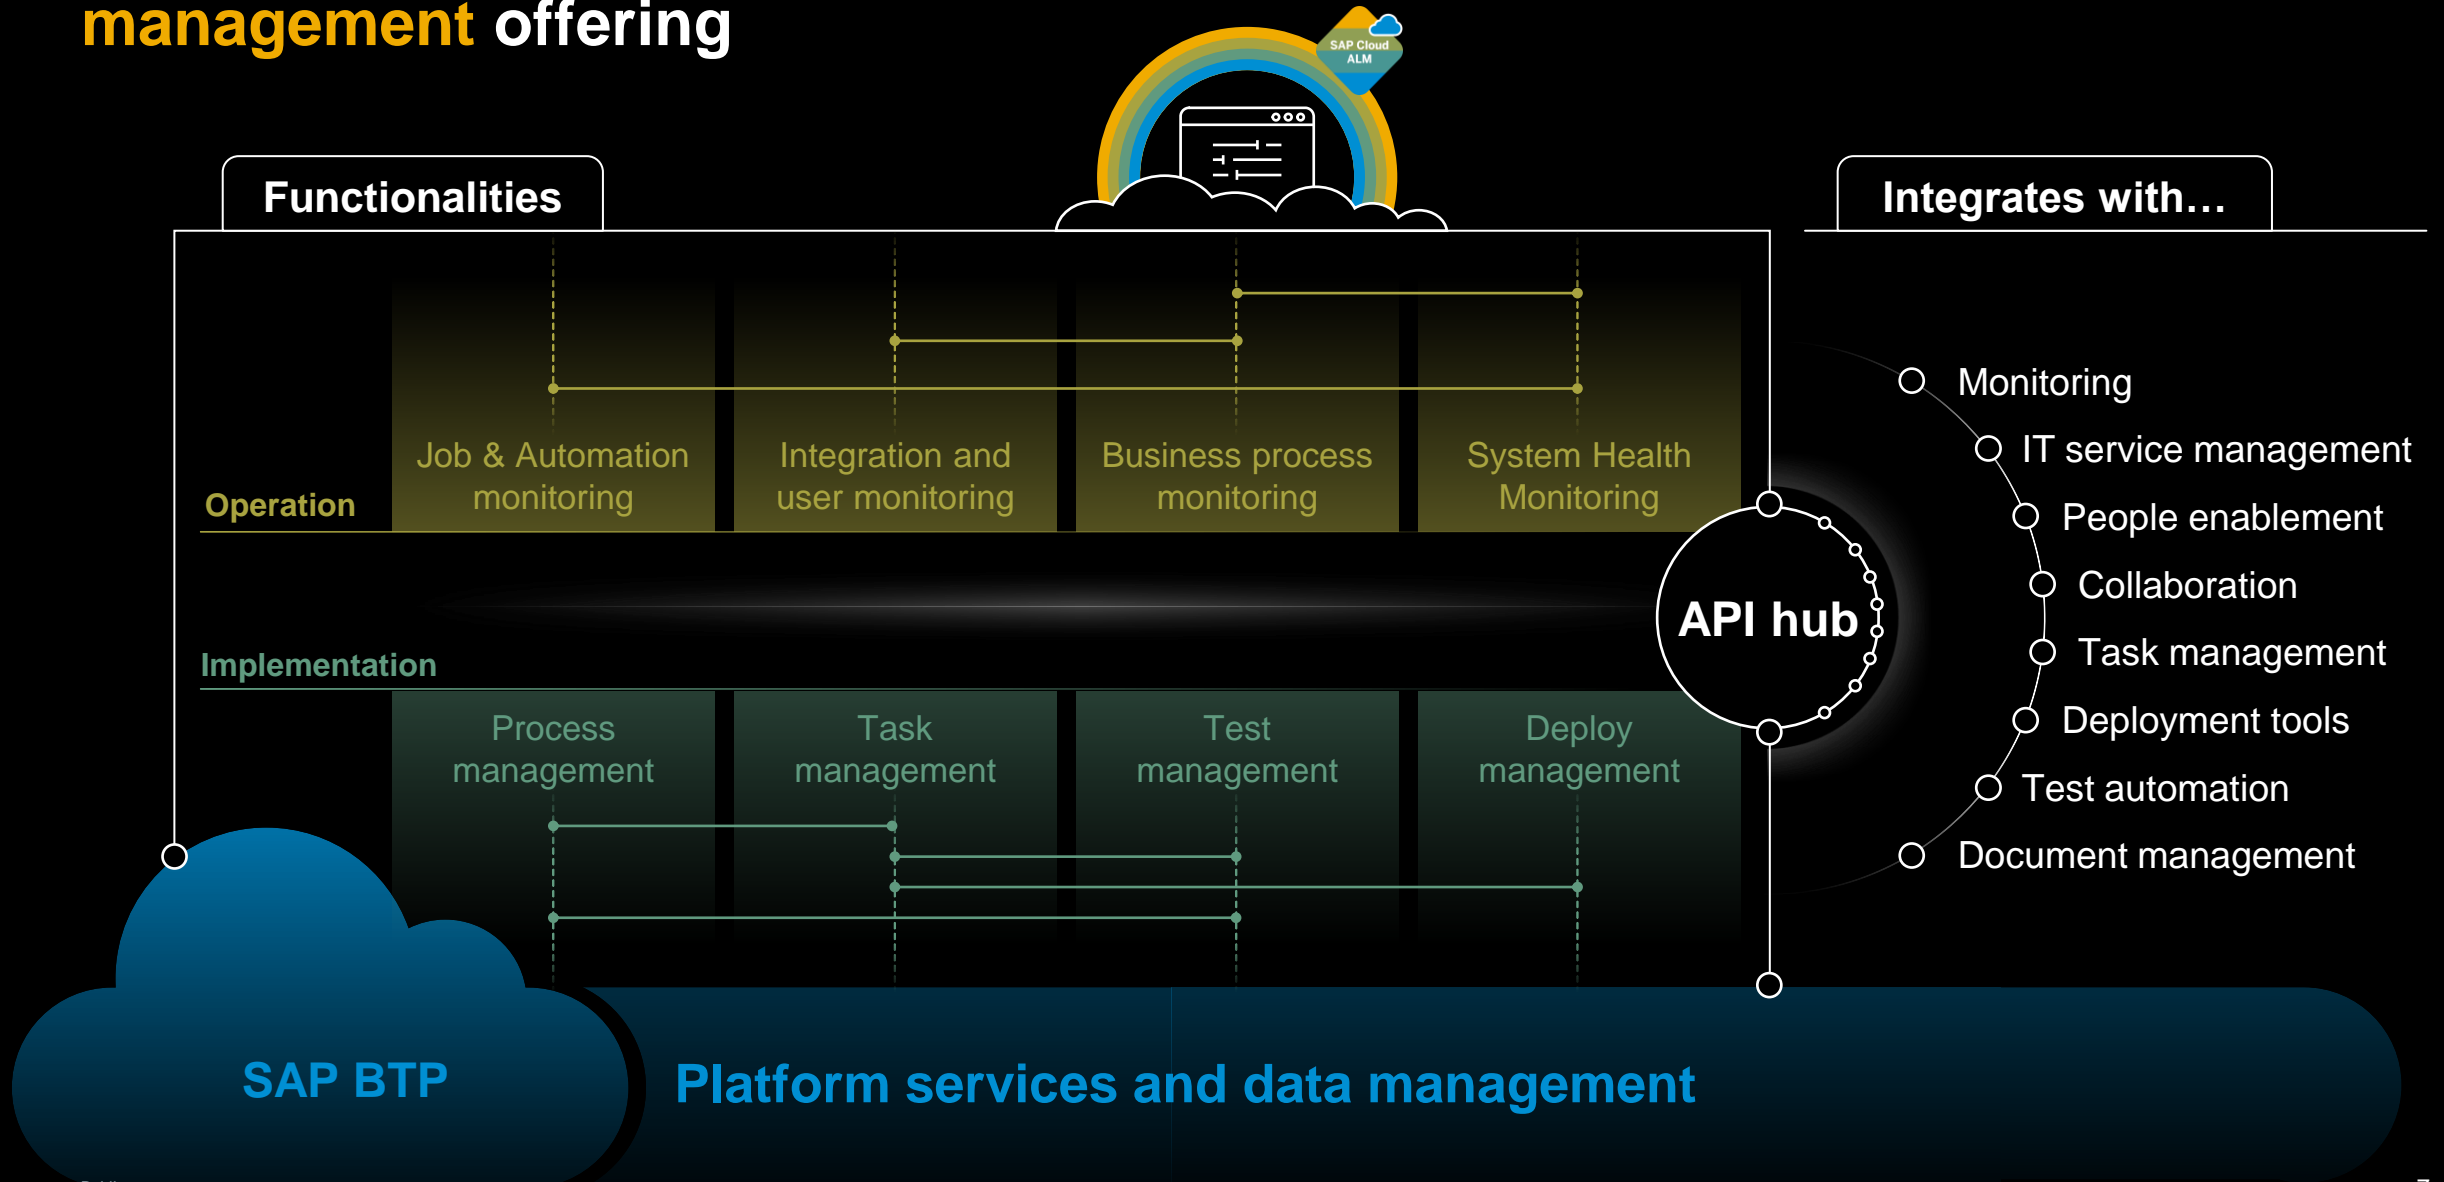 management offering
SAP Cloud
ALM
Functionalities
Integrates with...
Job & Automation
monitoring
Integration and
user monitoring
Business process
monitoring
System Health
Monitoring
Operation
Implementation
Process
management
Task
management
Test
management
Deploy
management
API hub
Monitoring
IT service management
People enablement
Collaboration
Task management
Deployment tools
Test automation
Document management
SAP BTP
Platform services and data management